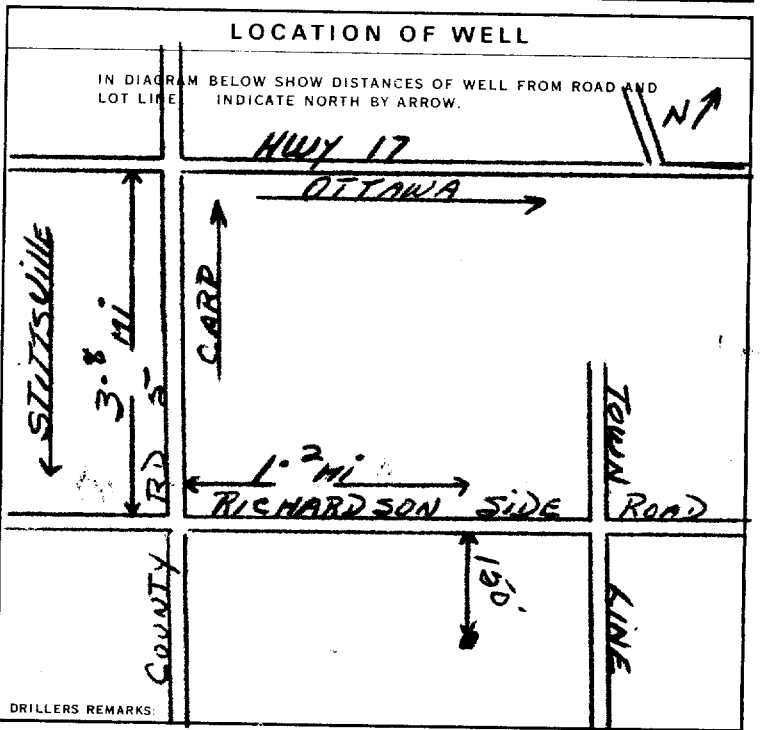 LOCATION OF WELL
IN DIAGRAM BELOW SHOW DISTANCES OF WELL FROM ROAD AND
LOT LINE INDICATE NORTH BY ARROW.
N
HWY 17
OTTAWA
STITTSVILLE
3.8 MI
CARP
COUNTY RD 5
1.2 MI
RICHARDSON SIDE ROAD
TOWN LINE
DRILLERS REMARKS: